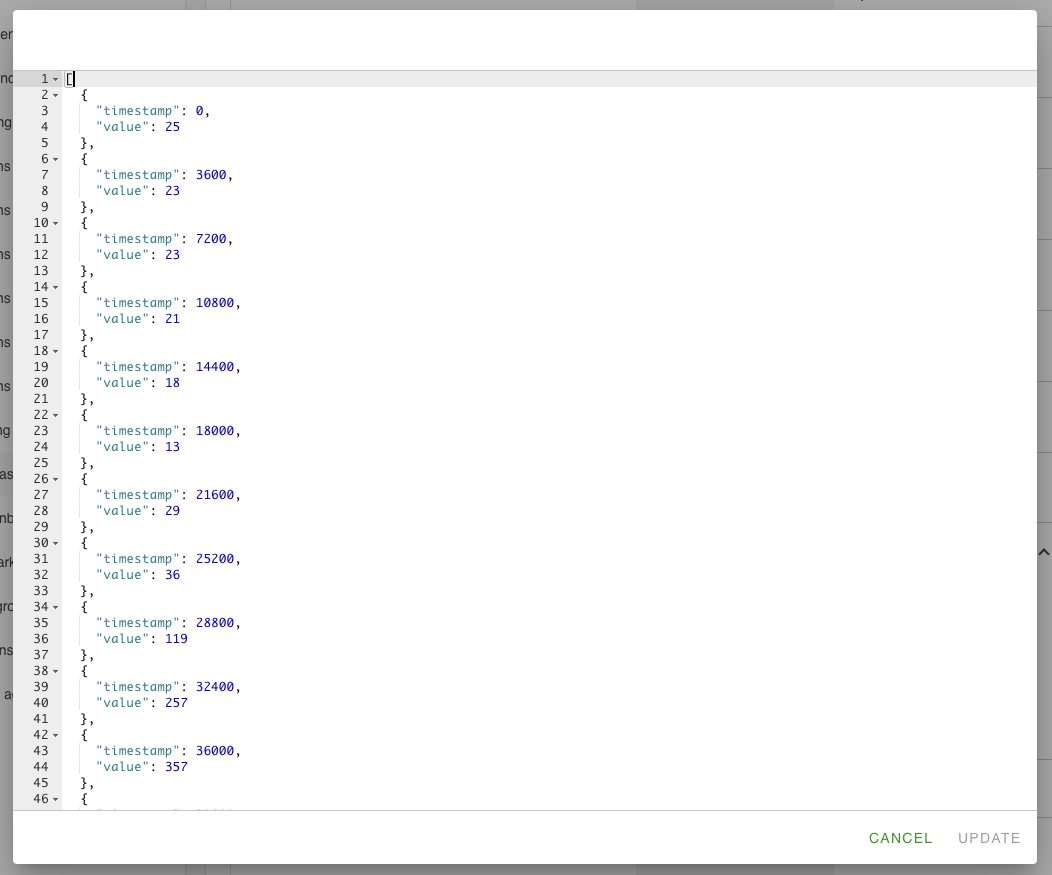 1 [
2 {
3 "timestamp": 0,
4 "value": 25
5 },
6 {
7 "timestamp": 3600,
8 "value": 23
9 },
10 {
11 "timestamp": 7200,
12 "value": 23
13 },
14 {
15 "timestamp": 10800,
16 "value": 21
17 },
18 {
19 "timestamp": 14400,
20 "value": 18
21 },
22 {
23 "timestamp": 18000,
24 "value": 13
25 },
26 {
27 "timestamp": 21600,
28 "value": 29
29 },
30 {
31 "timestamp": 25200,
32 "value": 36
33 },
34 {
35 "timestamp": 28800,
36 "value": 119
37 },
38 {
39 "timestamp": 32400,
40 "value": 257
41 },
42 {
43 "timestamp": 36000,
44 "value": 357
45 },
46 {
CANCEL UPDATE